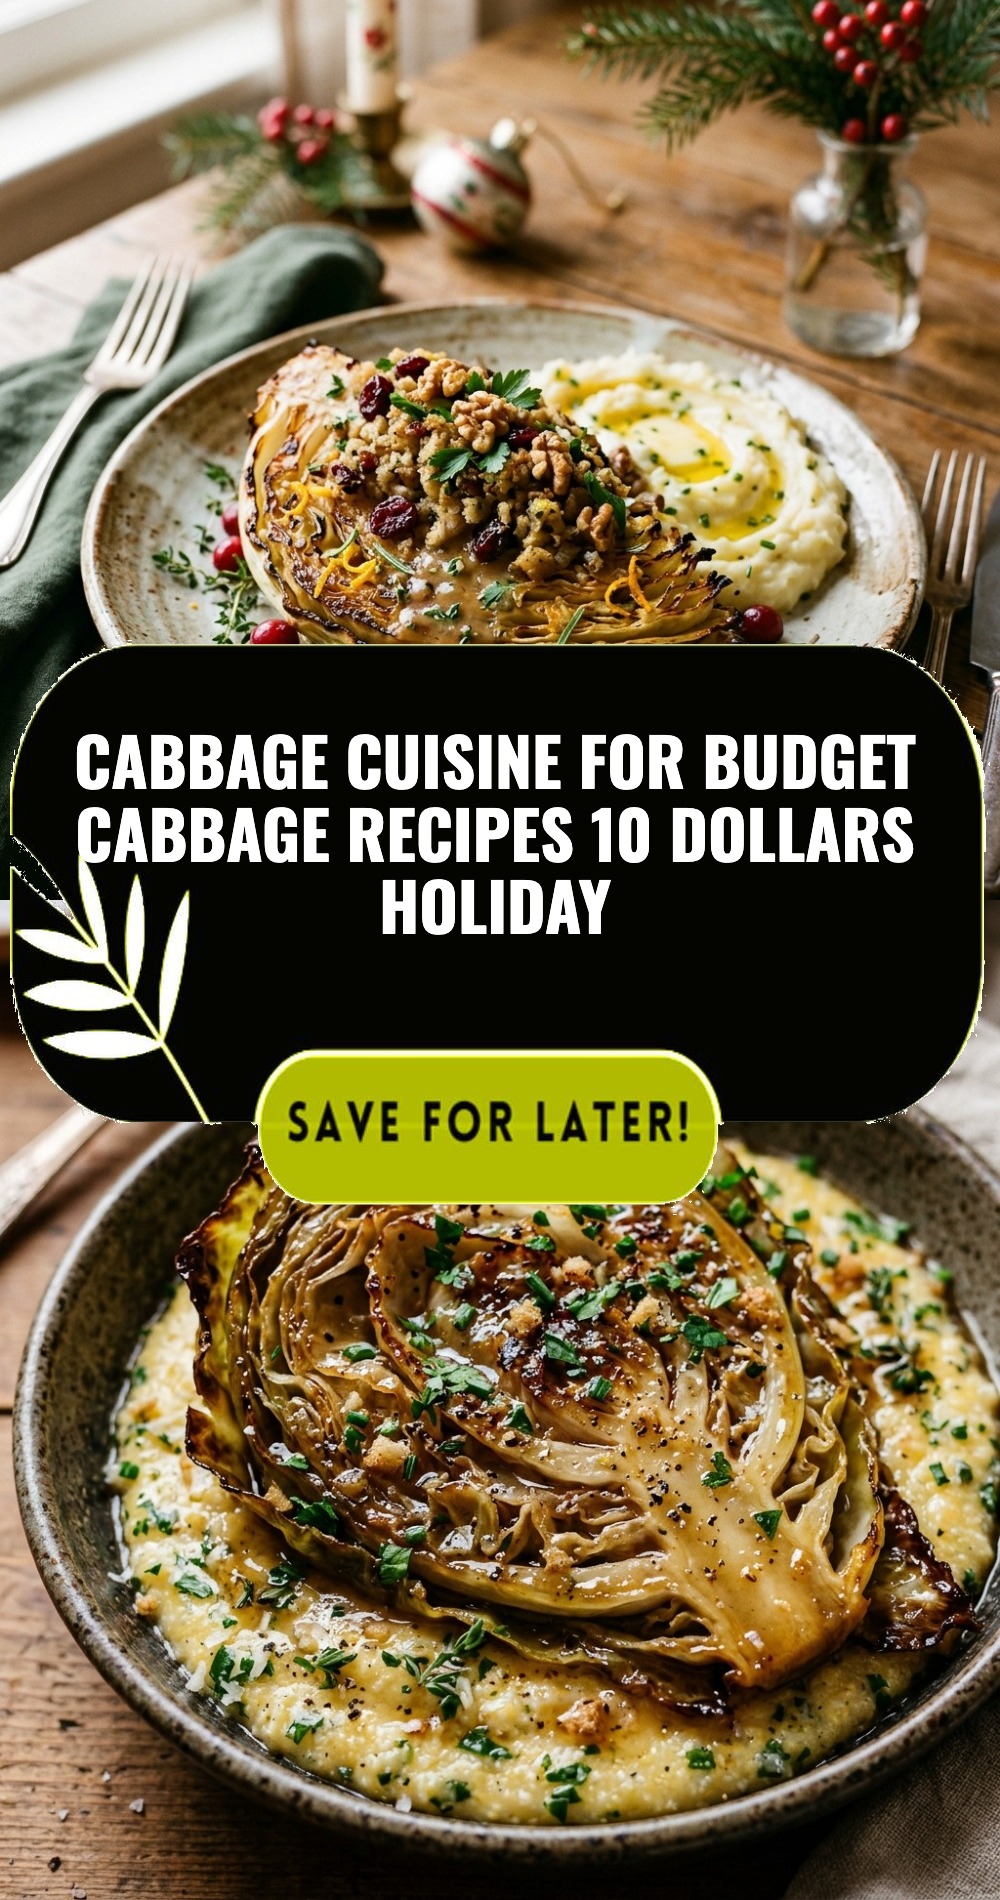 CABBAGE CUISINE FOR BUDGET
CABBAGE RECIPES 10 DOLLARS
HOLIDAY
SAVE FOR LATER!